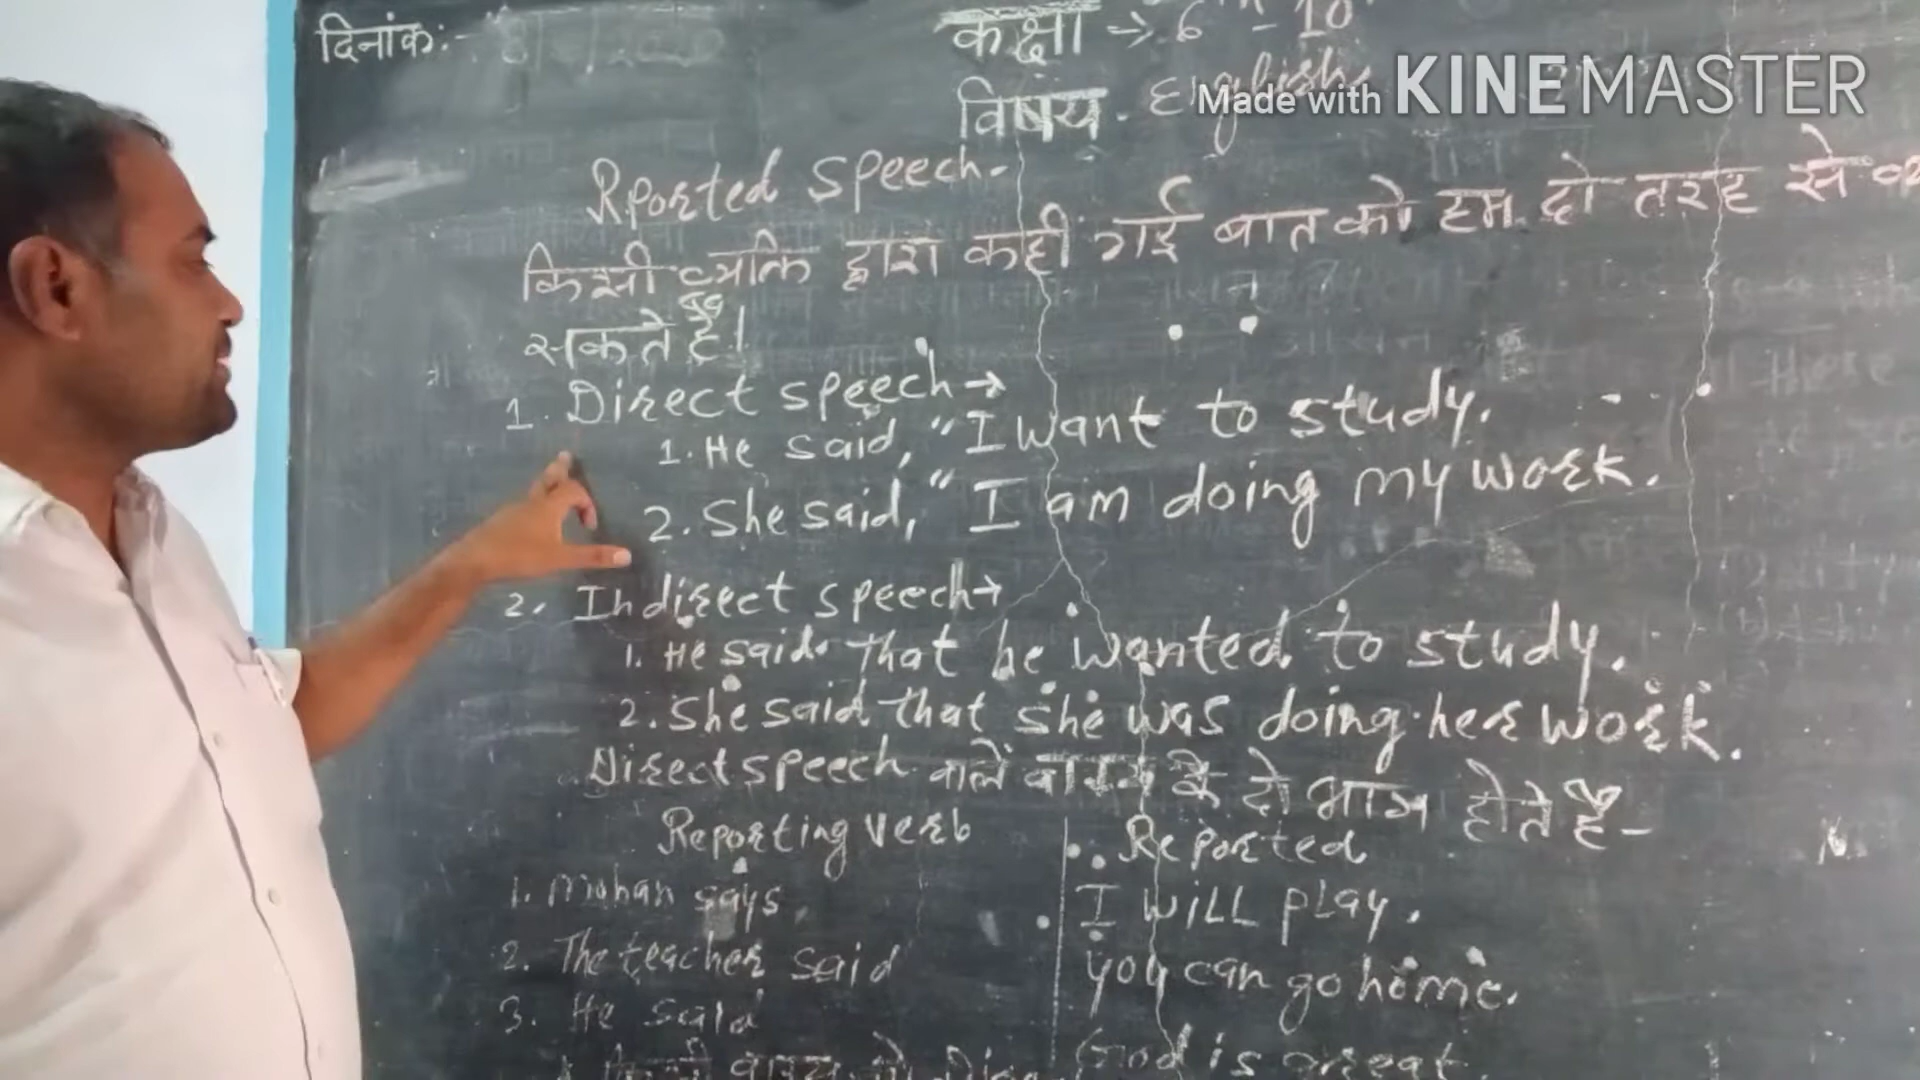 दिनांक:-
कक्षा → 6 - 10
विषय - English
Made with KINEMASTER
Rported speech -
किसी व्यक्ति द्वारा कही गई बात को हम दो तरह से
सकते है।
1. Direct speech →
1. He said, "I want to study.
2. She said, "I am doing my work.
2. Indirect speech →
1. He said that he wanted to study.
2. She said that she was doing her work.
Direct speech वाले वाक्य के दो भाग होते है -
Reporting verb Reported
1. Mohan says, I will play.
2. The teacher said you can go home.
3. He said God is great.